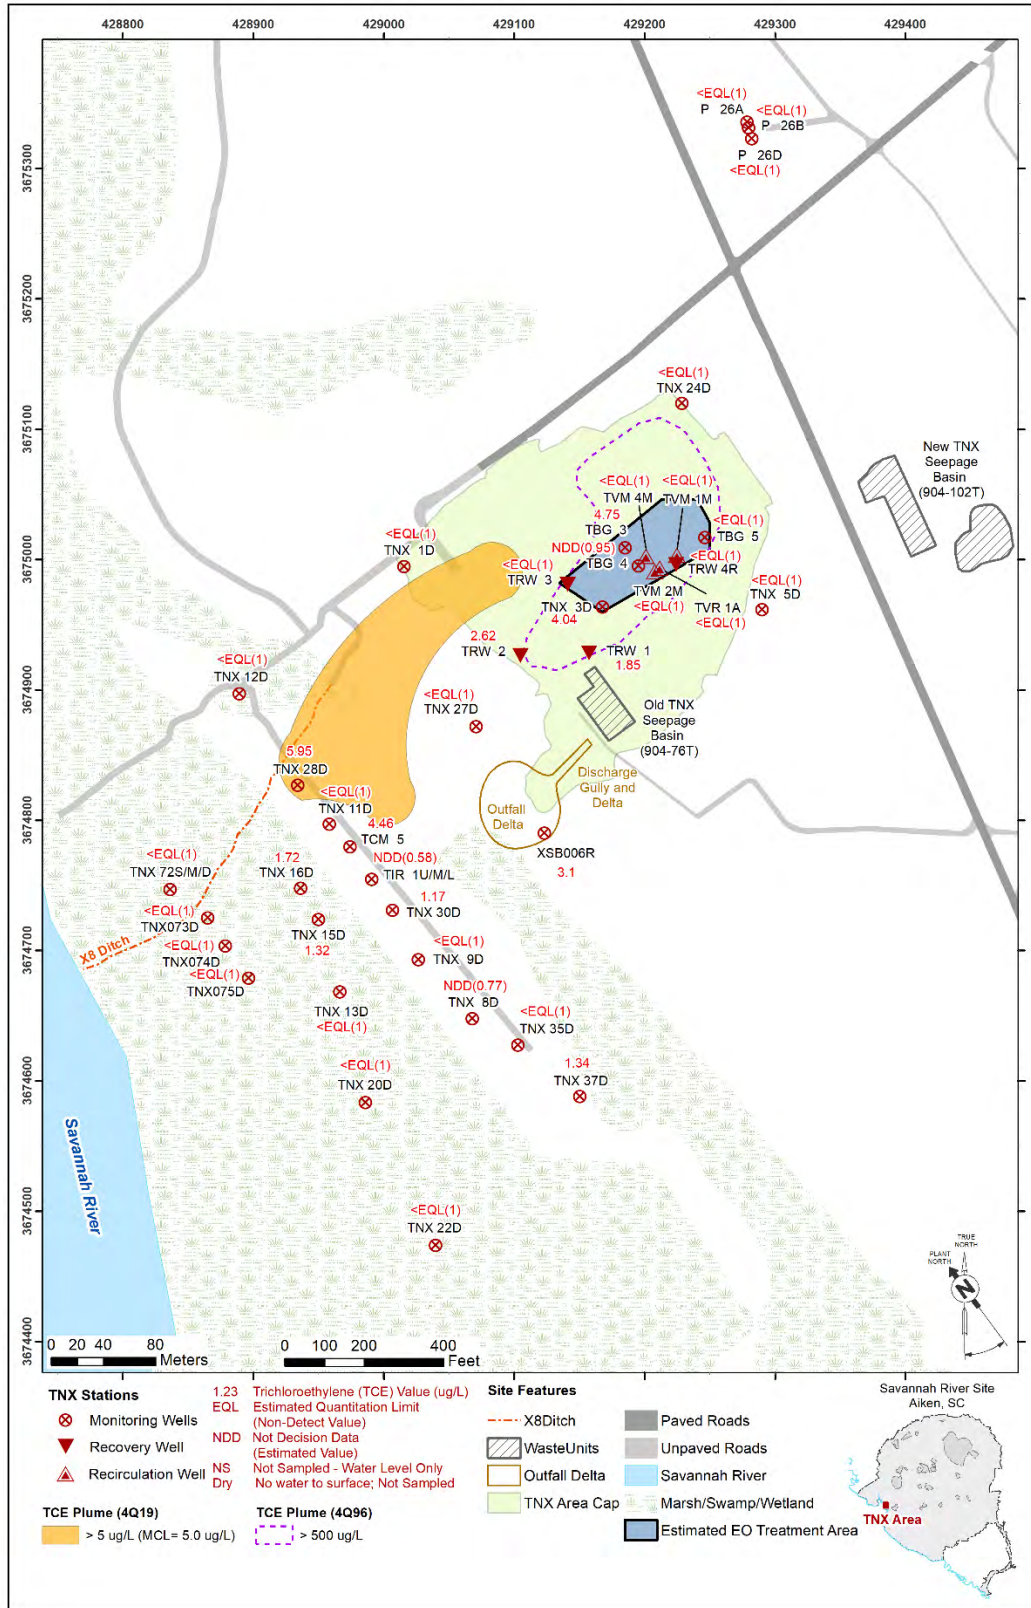 428800 428900 429000 429100 429200 429300 429400
3675300
3675200
3675100
3675000
3674900
3674800
3674700
3674600
3674500
3674400
<EQL(1)
P 26A
<EQL(1)
P 26B
P 26D
<EQL(1)
<EQL(1)
TNX 24D
New TNX
Seepage
Basin
(904-102T)
<EQL(1)
TVM 4M
<EQL(1)
TVM 1M
4.75
TBG 3
<EQL(1)
TBG 5
NDD(0.95)
TBG 4
<EQL(1)
TRW 4R
<EQL(1)
TNX 1D
<EQL(1)
TRW 3
TNX 3D
4.04
TVM 2M
<EQL(1)
TVR 1A
<EQL(1)
TNX 5D
<EQL(1)
2.62
TRW 2
TRW 1
1.85
<EQL(1)
TNX 12D
<EQL(1)
TNX 27D
Old TNX
Seepage
Basin
(904-76T)
5.95
TNX 28D
Discharge
Gully and
Delta
Outfall
Delta
<EQL(1)
TNX 11D
4.46
TCM 5
XSB006R
3.1
<EQL(1)
TNX 72S/M/D
1.72
TNX 16D
NDD(0.58)
TIR 1U/M/L
1.17
TNX 30D
<EQL(1)
TNX073D
TNX 15D
1.32
X8 Ditch
<EQL(1)
TNX074D
<EQL(1)
TNX 9D
<EQL(1)
TNX075D
NDD(0.77)
TNX 8D
TNX 13D
<EQL(1)
<EQL(1)
TNX 35D
<EQL(1)
TNX 20D
1.34
TNX 37D
Savannah River
<EQL(1)
TNX 22D
TRUE
NORTH
PLANT
NORTH
N
0 20 40 80
Meters
0 100 200 400
Feet
TNX Stations
Monitoring Wells
Recovery Well
Recirculation Well
1.23 Trichloroethylene (TCE) Value (ug/L)
EQL Estimated Quantitation Limit
(Non-Detect Value)
NDD Not Decision Data
(Estimated Value)
NS Not Sampled - Water Level Only
Dry No water to surface; Not Sampled
TCE Plume (4Q19)
> 5 ug/L (MCL= 5.0 ug/L)
TCE Plume (4Q96)
> 500 ug/L
Site Features
X8Ditch
WasteUnits
Outfall Delta
TNX Area Cap
Paved Roads
Unpaved Roads
Savannah River
Marsh/Swamp/Wetland
Estimated EO Treatment Area
Savannah River Site
Aiken, SC
TNX Area